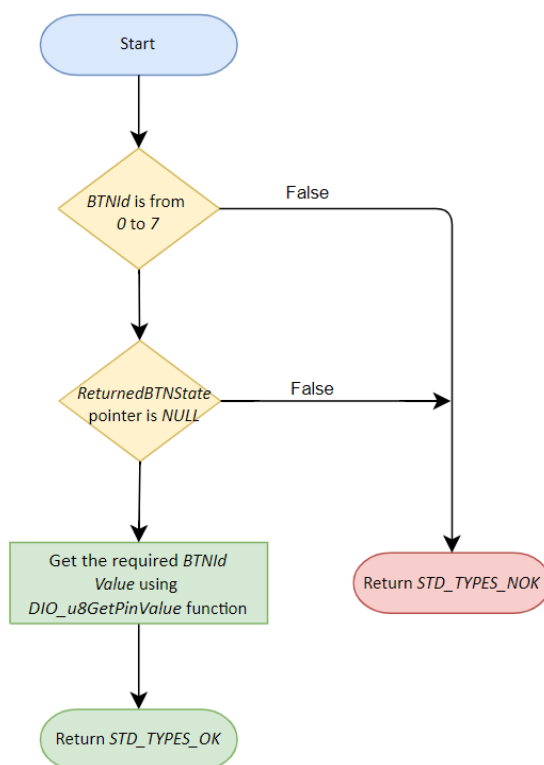 Start
BTNId is from
0 to 7
False
ReturnedBTNState
pointer is NULL
False
Get the required BTNId
Value using
DIO_u8GetPinValue function
Return STD_TYPES_NOK
Return STD_TYPES_OK